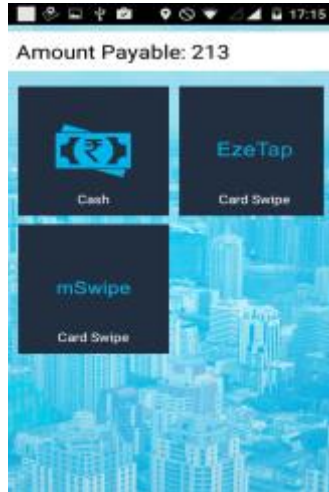 17:15
Amount Payable: 213
₹
Cash
EzeTap
Card Swipe
mSwipe
Card Swipe